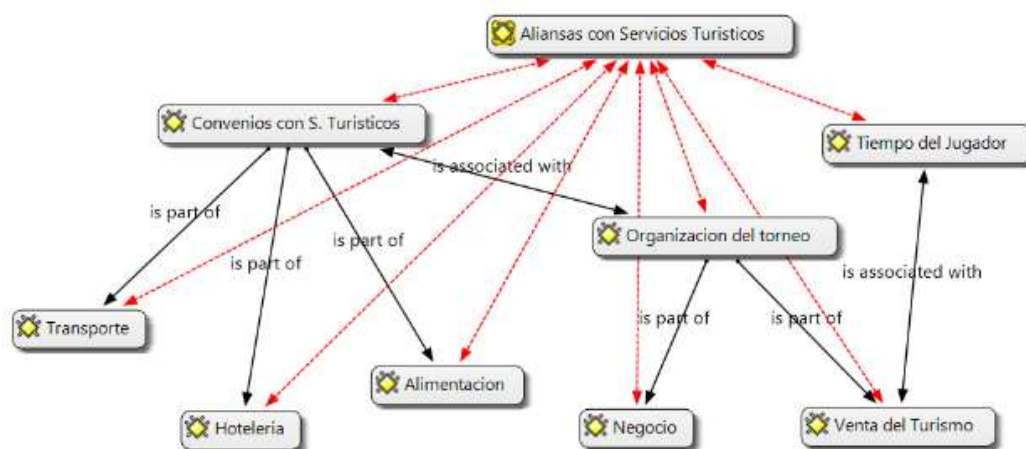 Aliansas con Servicios Turisticos
Convenios con S. Turisticos
Tiempo del Jugador
is associated with
is part of
is part of
is part of
Organizacion del torneo
is associated with
Transporte
is part of
is part of
Alimentacion
Hoteleria
Negocio
Venta del Turismo